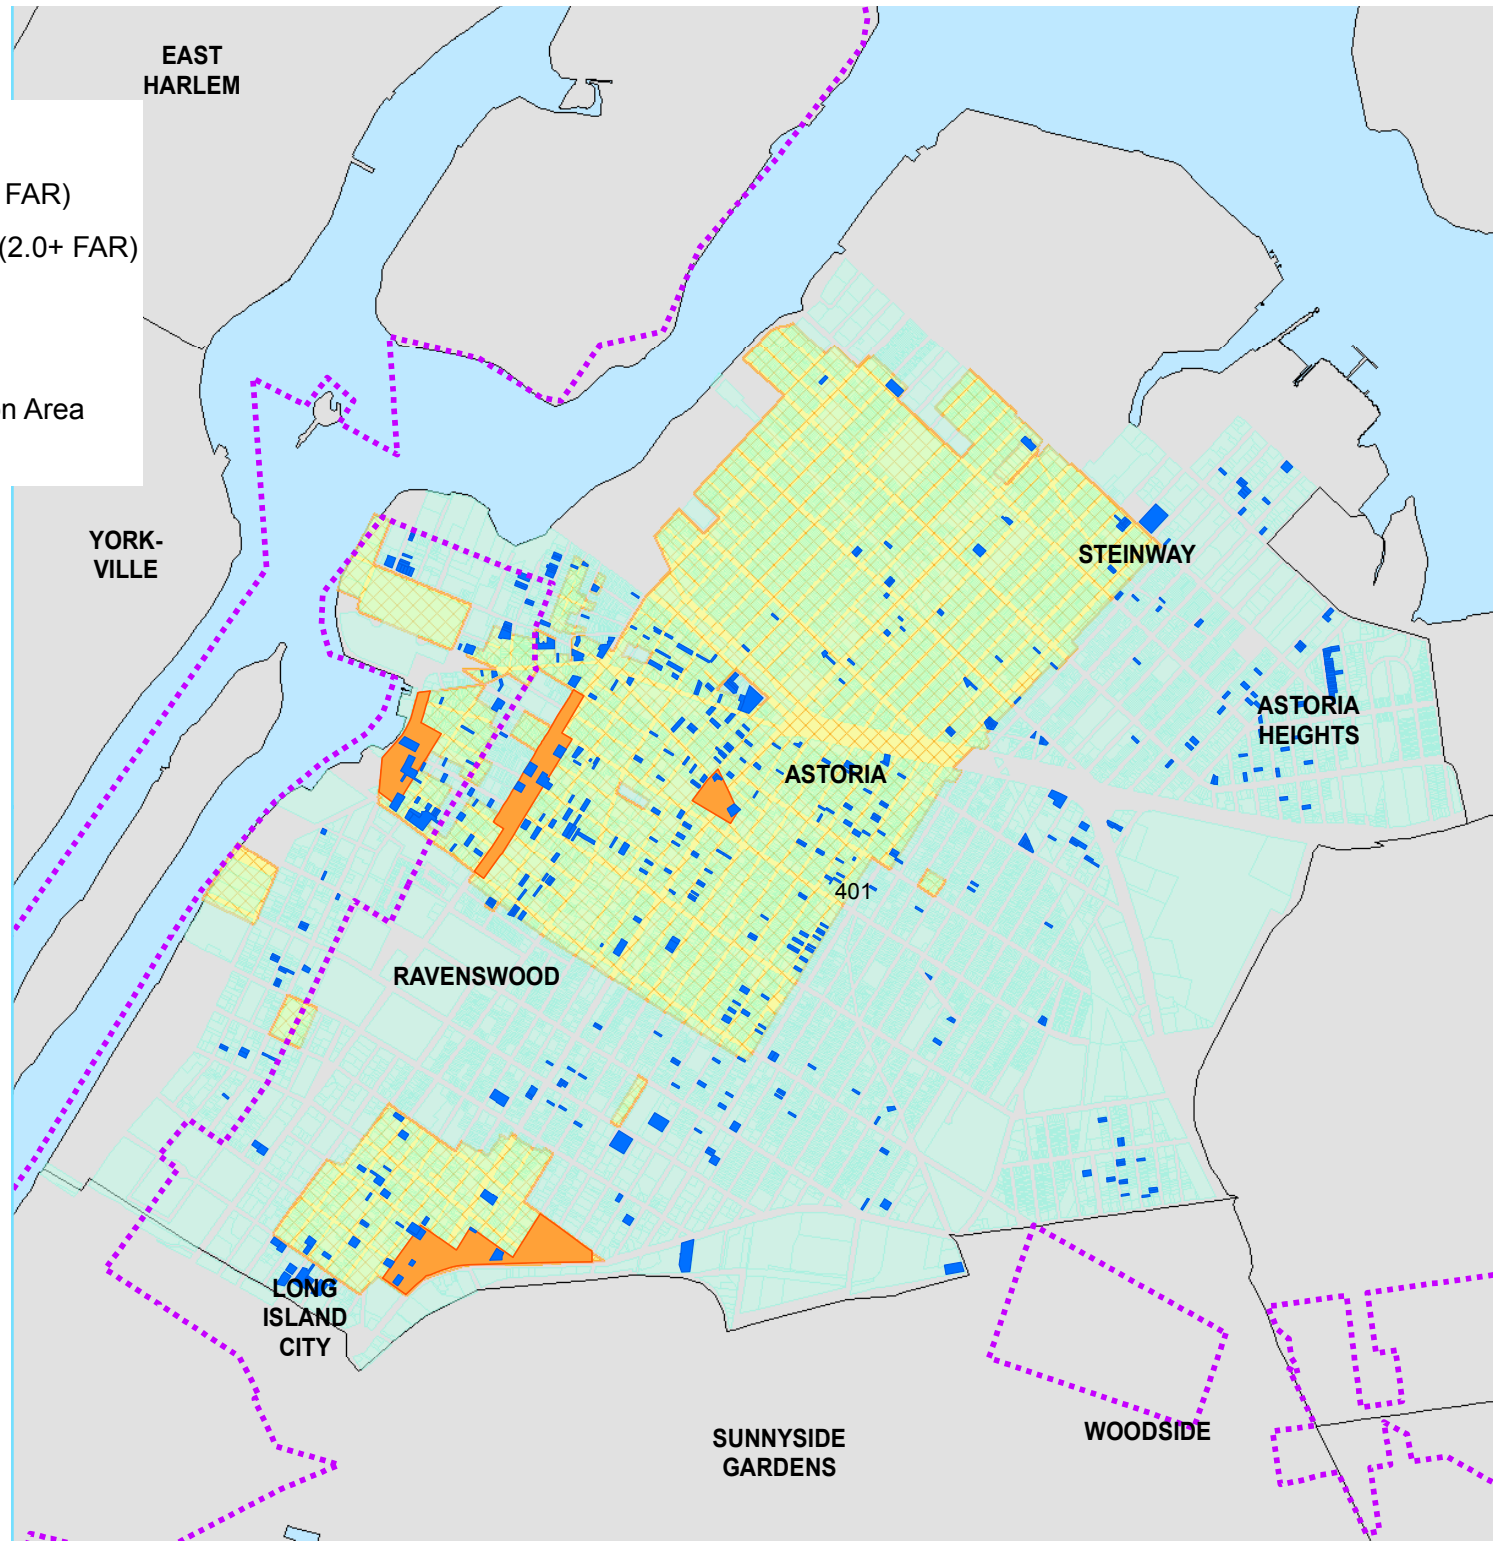 EAST
HARLEM
FAR)
(2.0+ FAR)
n Area
YORK-
VILLE
STEINWAY
ASTORIA
HEIGHTS
ASTORIA
401
RAVENSWOOD
LONG
ISLAND
CITY
SUNNYSIDE
GARDENS
WOODSIDE